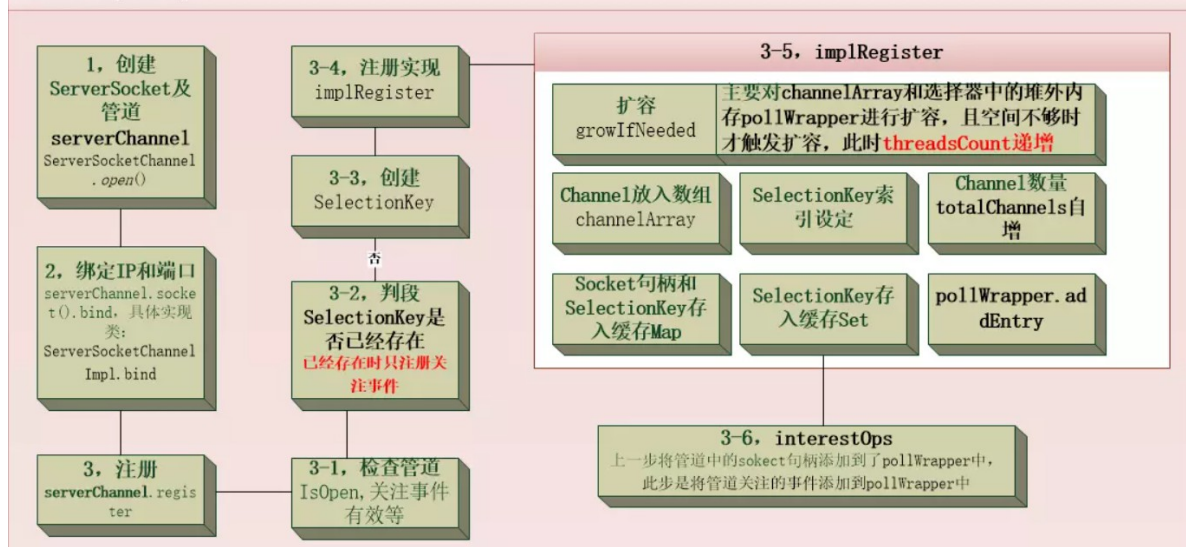 1，创建
ServerSocket及
管道
serverChannel
ServerSocketChannel
.open()
2，绑定IP和端口
serverChannel.socke
t().bind，具体实现
类：
ServerSocketChannel
Impl.bind
3，注册
serverChannel.regis
ter
3-1，检查管道
IsOpen,关注事件
有效等
3-2，判段
SelectionKey是
否已经存在
已经存在时只注册关
注事件
否
3-3，创建
SelectionKey
3-4，注册实现
implRegister
3-5，implRegister
扩容
growIfNeeded
主要对channelArray和选择器中的堆外内
存pollWrapper进行扩容，且空间不够时
才触发扩容，此时threadsCount递增
Channel放入数组
channelArray
SelectionKey索
引设定
Channel数量
totalChannels自
增
Socket句柄和
SelectionKey存
入缓存Map
SelectionKey存
入缓存Set
pollWrapper.ad
dEntry
3-6，interestOps
上一步将管道中的sokect句柄添加到了pollWrapper中，
此步是将管道关注的事件添加到pollWrapper中